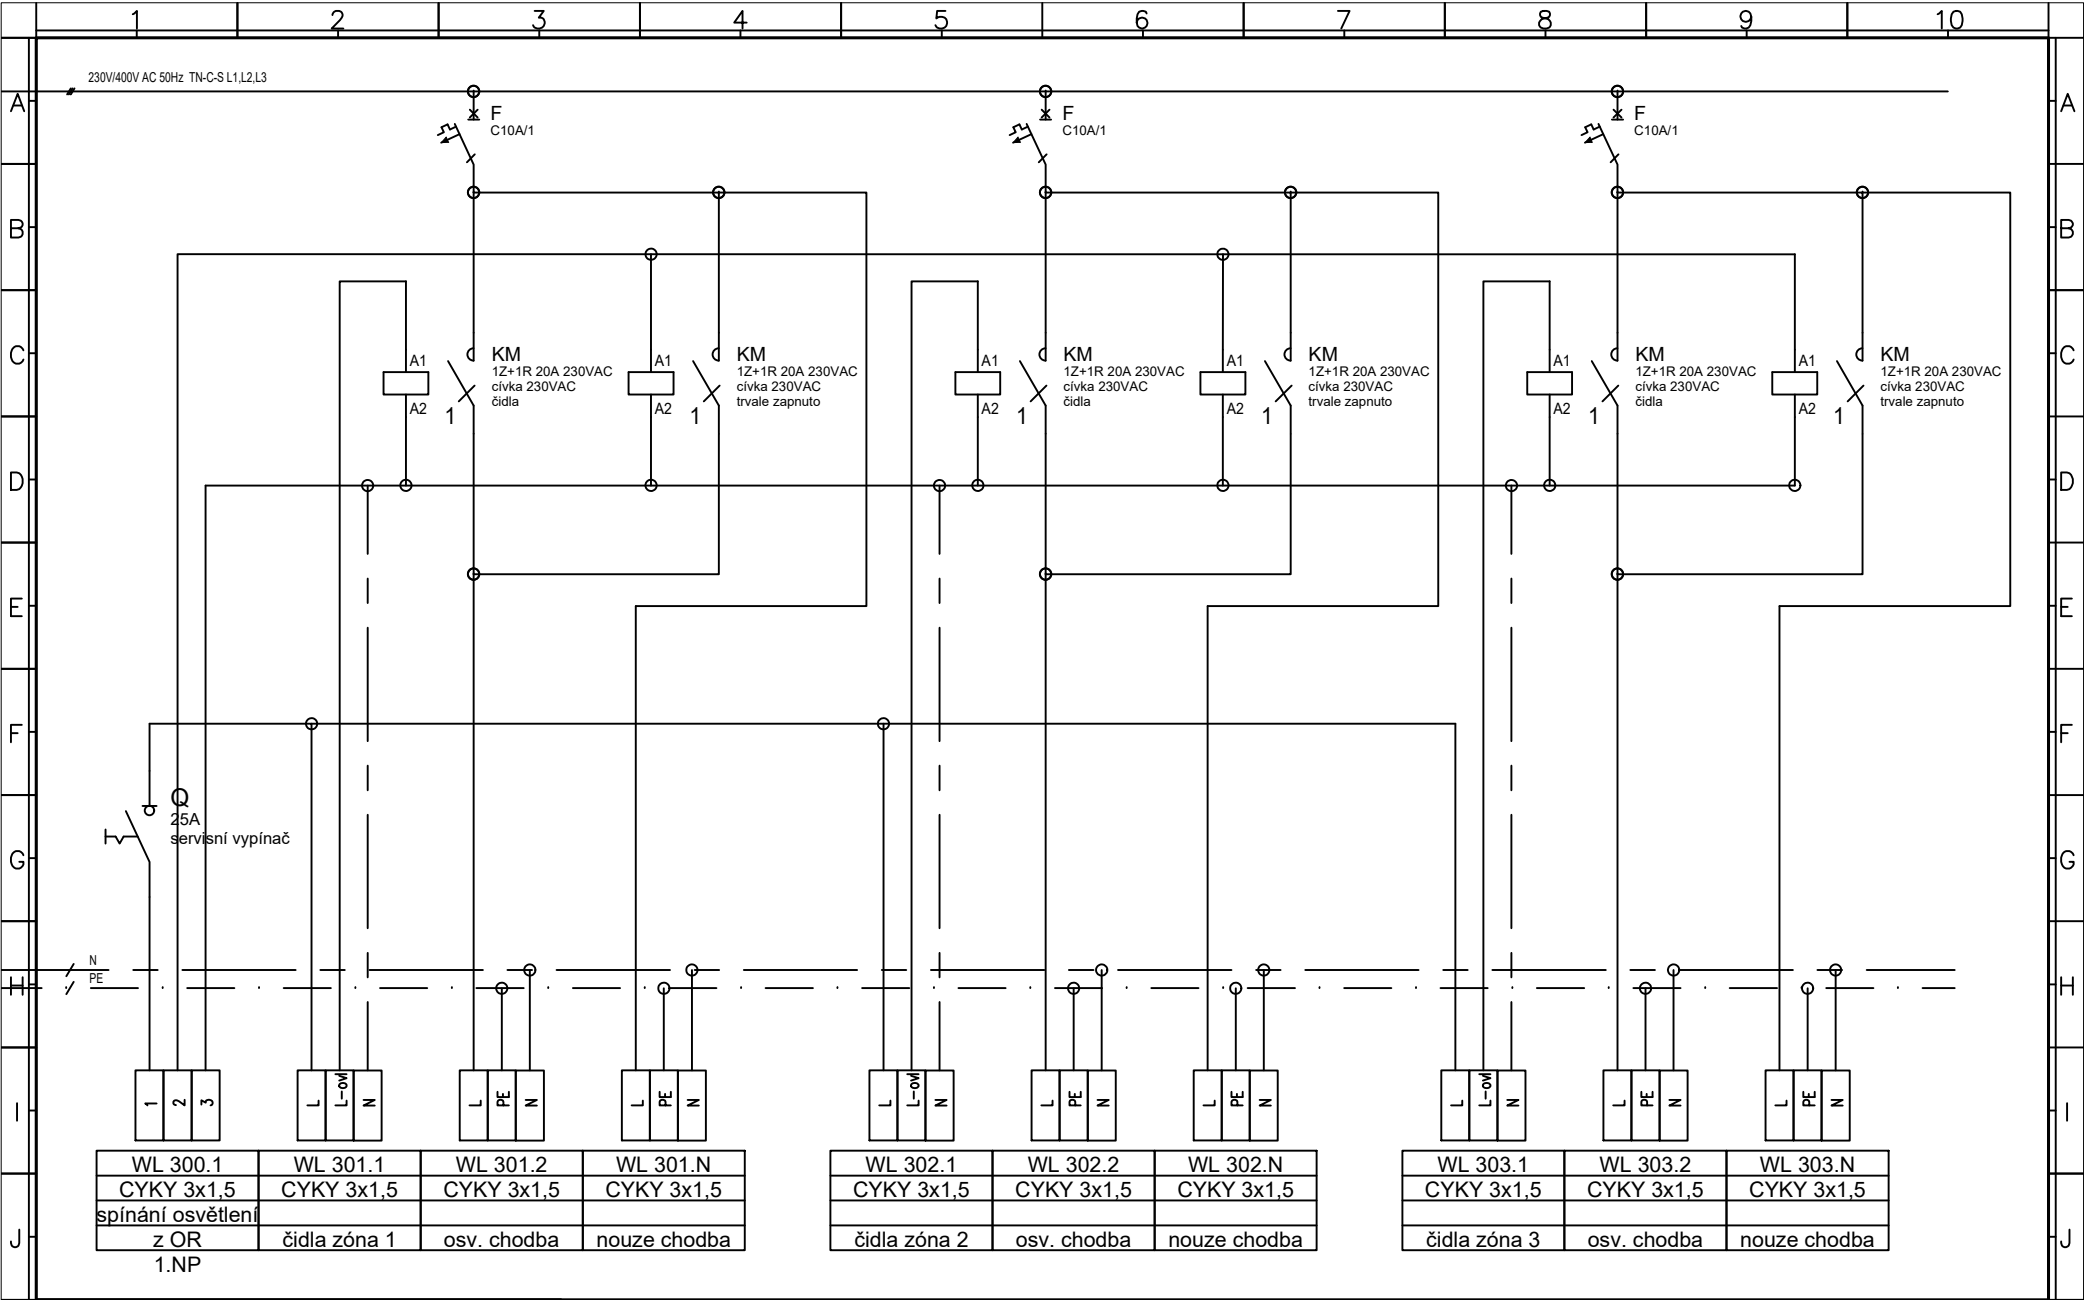 1 2 3 4 5 6 7 8 9 10
230V/400V AC 50Hz TN-C-S L1,L2,L3
A A
F
C10A/1
F
C10A/1
F
C10A/1
B B
C C
A1
A2
KM
1Z+1R 20A 230VAC
cívka 230VAC
čidla
1
A1
A2
KM
1Z+1R 20A 230VAC
cívka 230VAC
trvale zapnuto
1
A1
A2
KM
1Z+1R 20A 230VAC
cívka 230VAC
čidla
1
A1
A2
KM
1Z+1R 20A 230VAC
cívka 230VAC
trvale zapnuto
1
A1
A2
KM
1Z+1R 20A 230VAC
cívka 230VAC
čidla
1
A1
A2
KM
1Z+1R 20A 230VAC
cívka 230VAC
trvale zapnuto
1
D D
E E
F F
Q
25A
servisní vypínač
G G
N
PE
H H
1 2 3
L L-ovl N
L PE N
L PE N
L L-ovl N
L PE N
L PE N
L L-ovl N
L PE N
L PE N
I I
WL 300.1 WL 301.1 WL 301.2 WL 301.N WL 302.1 WL 302.2 WL 302.N WL 303.1 WL 303.2 WL 303.N
CYKY 3x1,5 CYKY 3x1,5 CYKY 3x1,5 CYKY 3x1,5 CYKY 3x1,5 CYKY 3x1,5 CYKY 3x1,5 CYKY 3x1,5 CYKY 3x1,5 CYKY 3x1,5
spínání osvětlení
J J
z OR čidla zóna 1 osv. chodba nouze chodba čidla zóna 2 osv. chodba nouze chodba čidla zóna 3 osv. chodba nouze chodba
1.NP